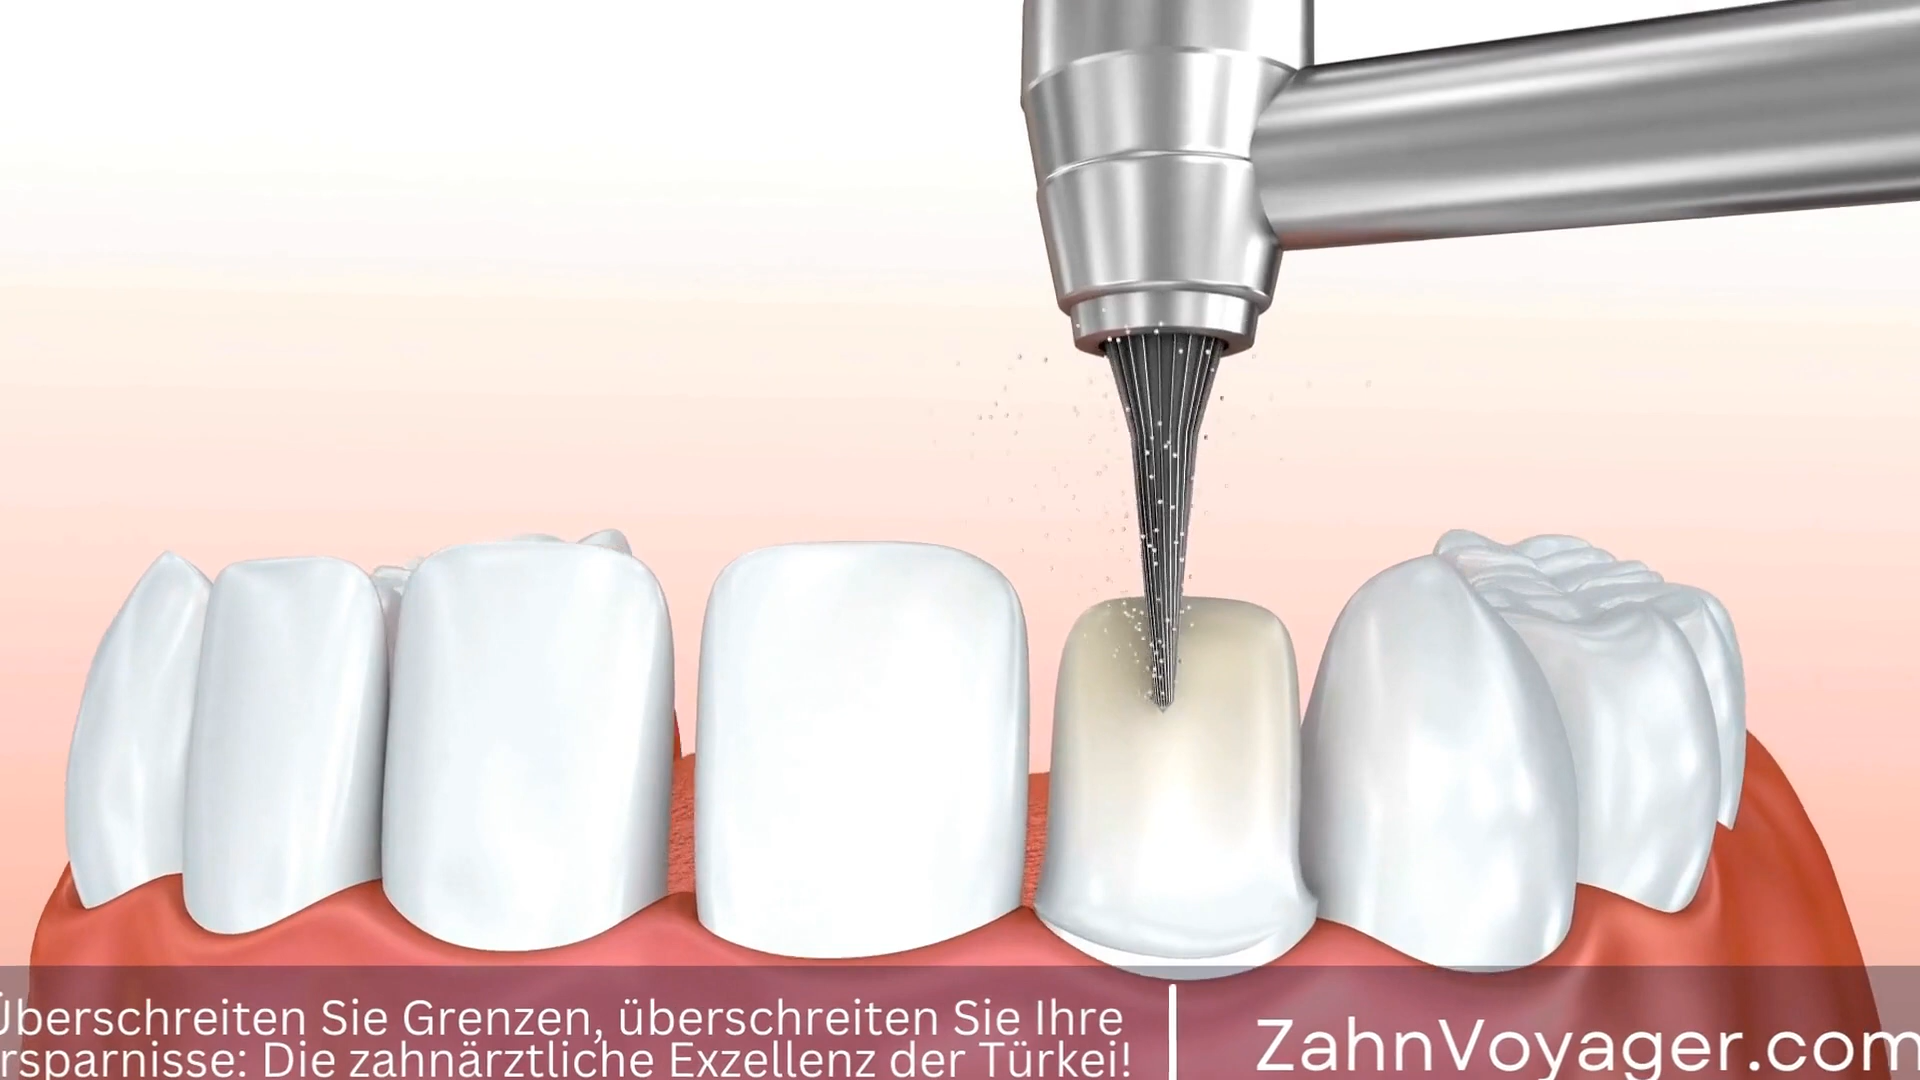 Überschreiten Sie Grenzen, überschreiten Sie Ihre
rsparnisse: Die zahnärztliche Exzellenz der Türkei!
ZahnVoyager.com